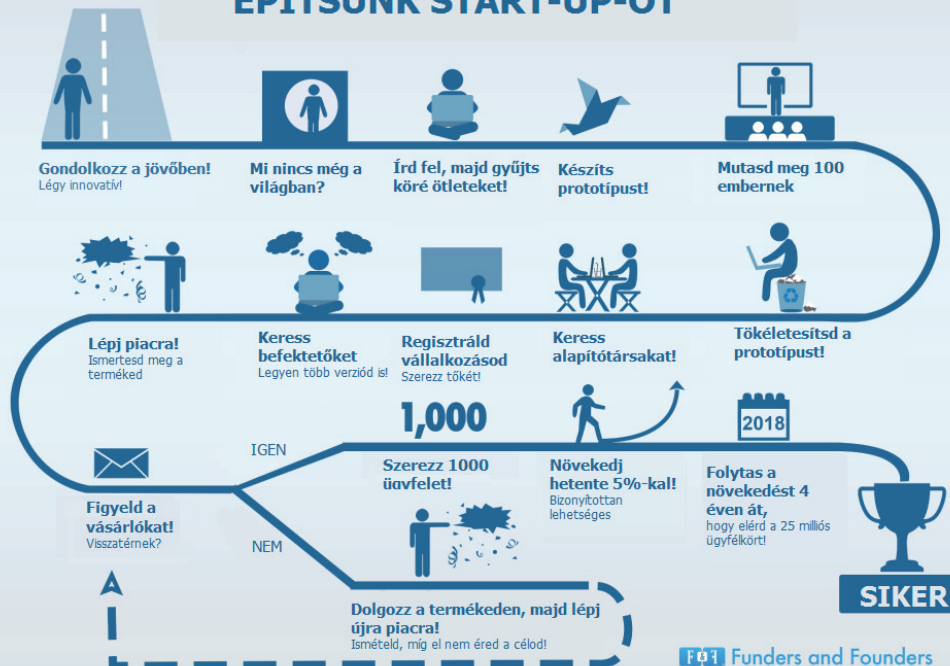 ÉPÍTSÜNK START-UP-OT
Gondolkozz a jövőben!
Légy innovatív!
Mi nincs még a
világban?
Írd fel, majd gyűjts
köré ötleteket!
Készíts
prototípust!
Mutasd meg 100
embernek
Lépj piacra!
Ismertesd meg a
terméked
Keress
befektetőket
Legyen több verziód is!
Regisztráld
vállalkozásod
Szerezz tőkét!
Keress
alapítótársakat!
Tökéletesítsd a
prototípust!
Figyeld a
vásárlókat!
Visszatérnek?
IGEN
NEM
1,000
Szerezz 1000
ügyfelet!
Növekedj
hetente 5%-kal!
Bizonyítottan
lehetséges
2018
Folytas a
növekedést 4
éven át,
hogy elérd a 25 milliós
ügyfélkört!
SIKER
Dolgozz a termékeden, majd lépj
újra piacra!
Ismételd, míg el nem éred a célod!
F&F Funders and Founders